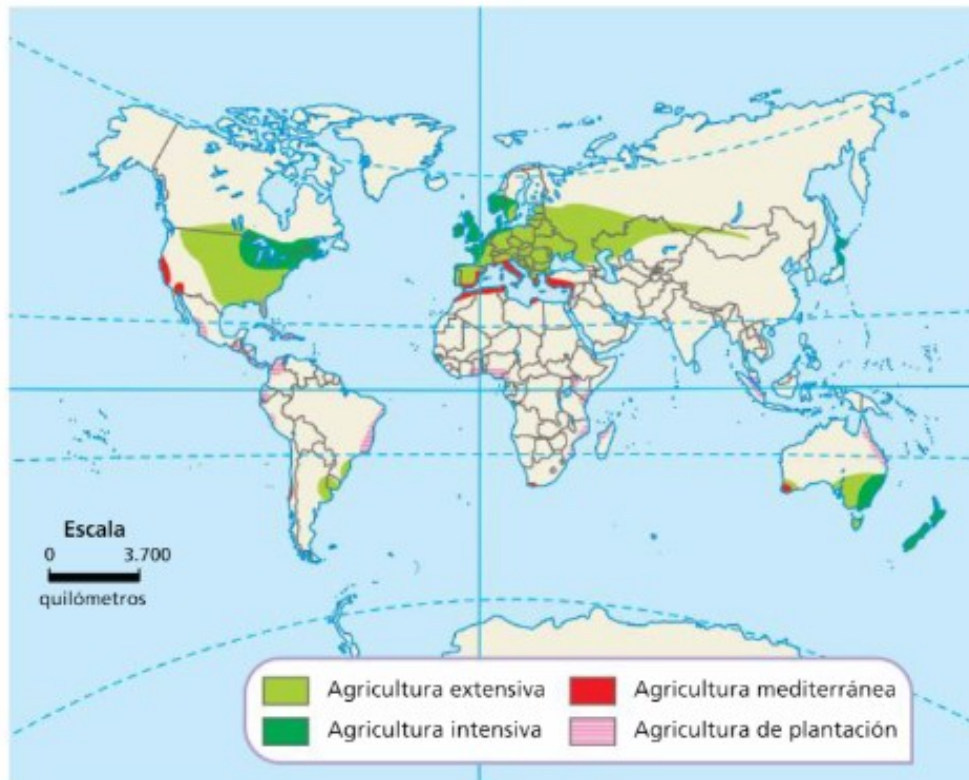 Escala
0 3.700
quilómetros
Agricultura extensiva
Agricultura mediterránea
Agricultura intensiva
Agricultura de plantación